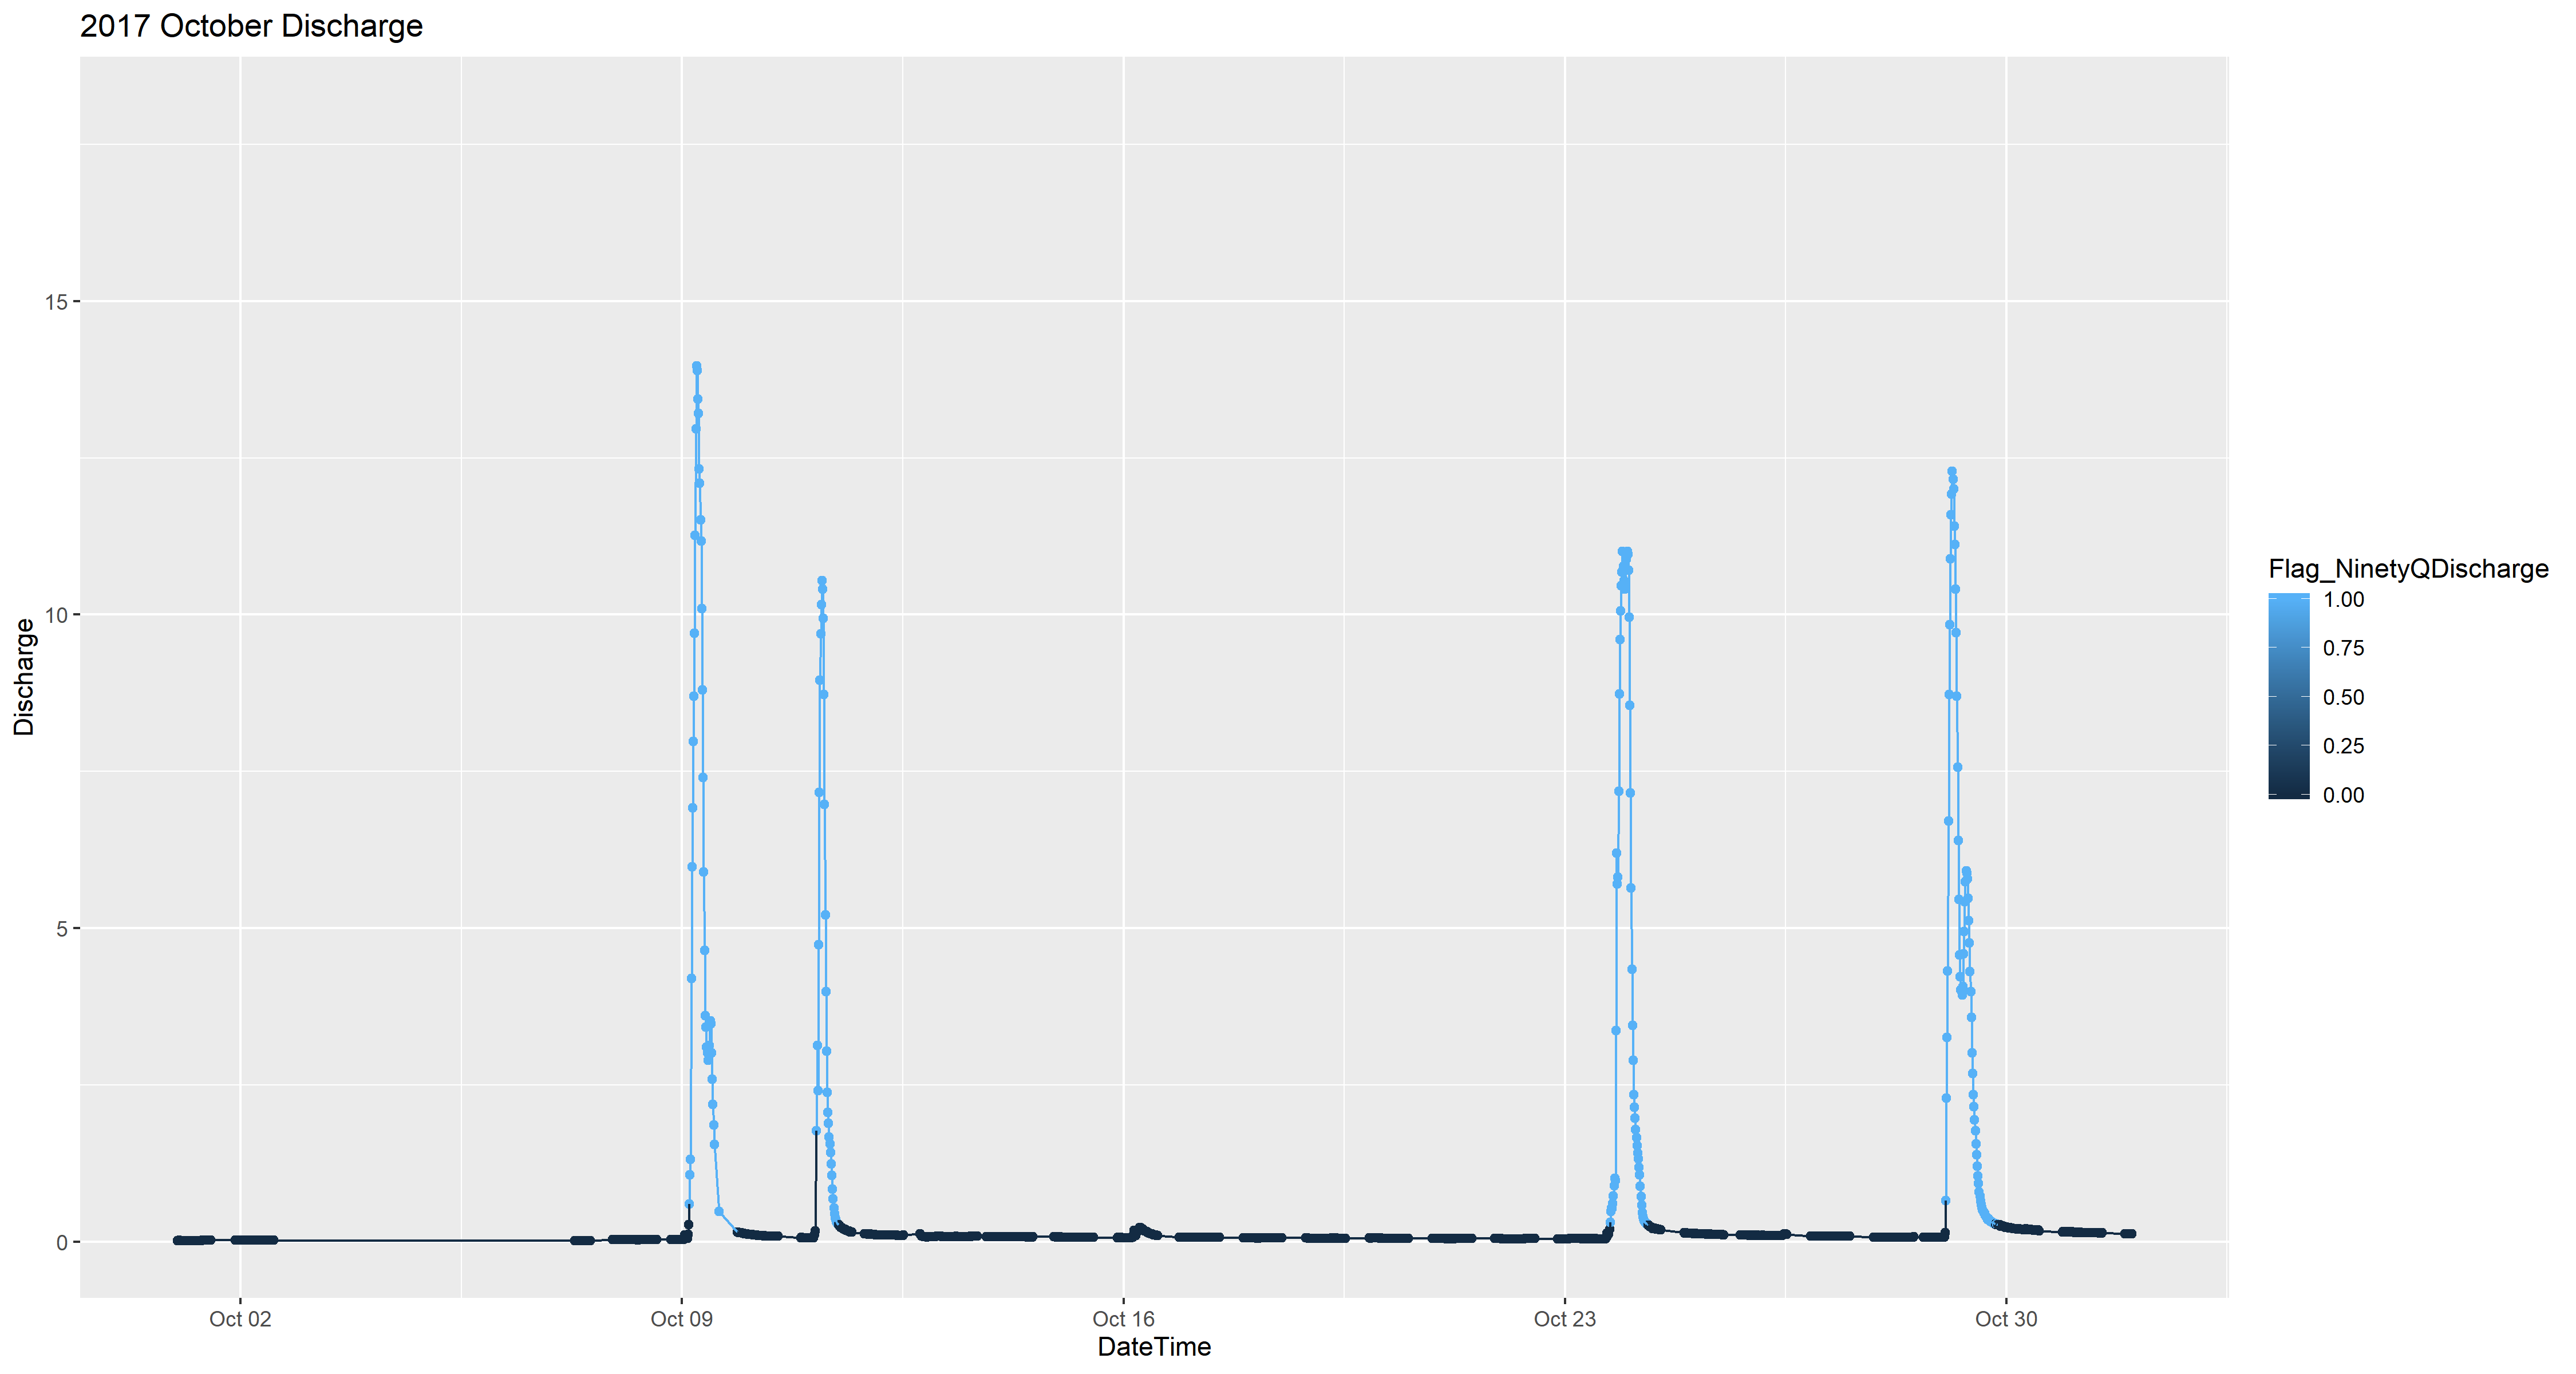 2017 October Discharge
15
10
5
0
Discharge
Oct 02
Oct 09
Oct 16
Oct 23
Oct 30
DateTime
Flag_NinetyQDischarge
1.00
0.75
0.50
0.25
0.00